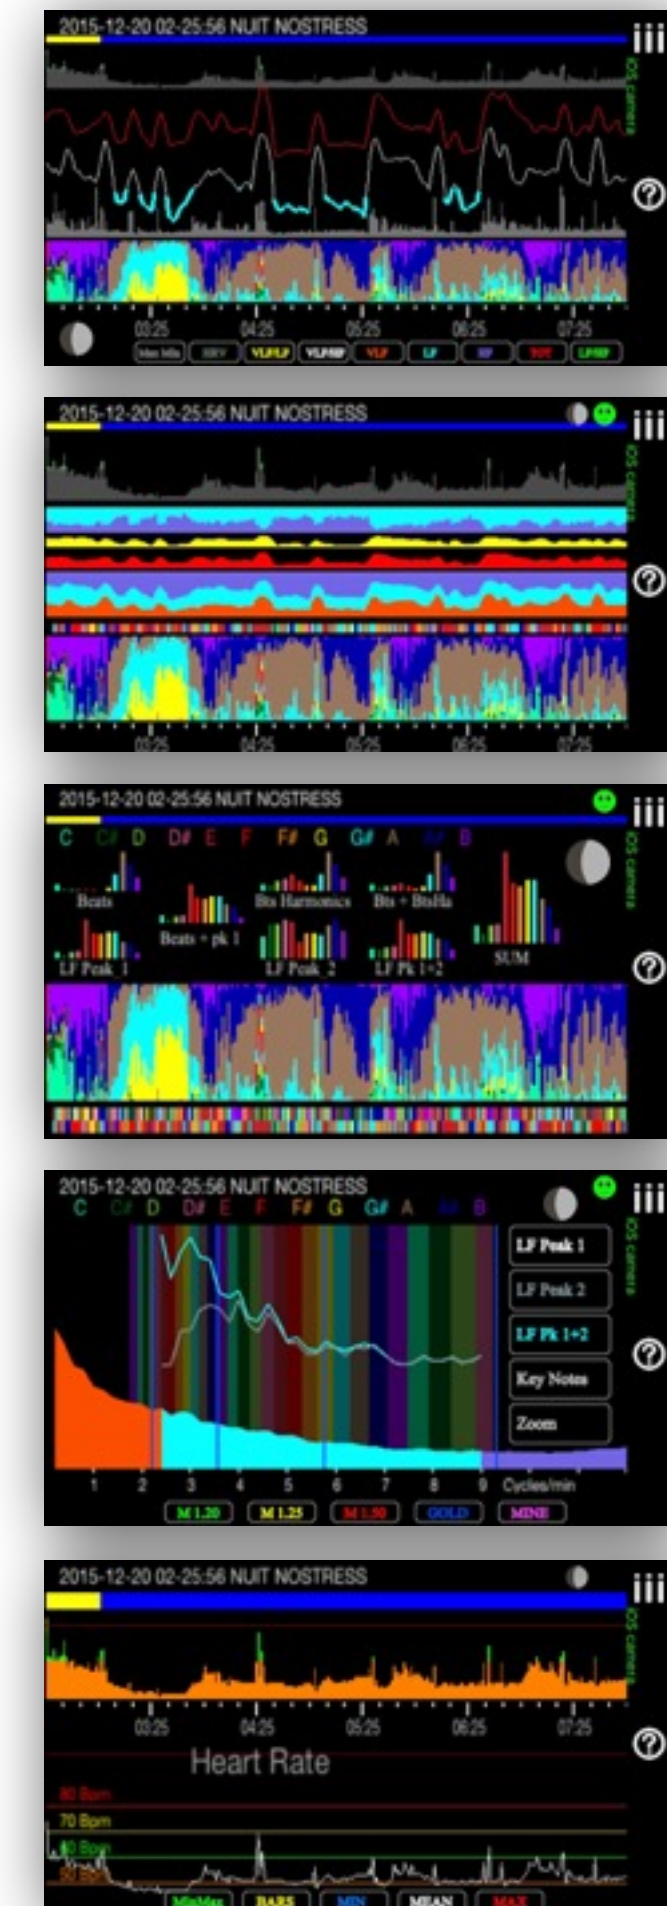 2015-12-20 02-25:56 NUIT NOSTRESS
iOS camera
?
03:25 04:25 05:25 06:25 07:25
Max Min HRV VLF/LF VLF/HF VLF LF HF TOT LF/HF
2015-12-20 02-25:56 NUIT NOSTRESS
iOS camera
?
03:25 04:25 05:25 06:25 07:25
2015-12-20 02-25:56 NUIT NOSTRESS
iOS camera
C C# D D# E F F# G G# A A# B
?
Beats Bts Harmonics Bts + BtsHa
Beats + pk 1
SUM
LF Peak_1 LF Peak_2 LF Pk 1+2
2015-12-20 02-25:56 NUIT NOSTRESS
C C# D D# E F F# G G# A A# B
iOS camera
LF Peak 1
LF Peak 2
LF Pk 1+2
?
Key Notes
Zoom
1 2 3 4 5 6 7 8 9 Cycles/min
M 1.20 M 1.25 M 1.50 GOLD MINE
2015-12-20 02-25:56 NUIT NOSTRESS
iOS camera
03:25 04:25 05:25 06:25 07:25
?
Heart Rate
80 Bpm
70 Bpm
60 Bpm
50 Bpm
MinMax BARS MIN MEAN MAX